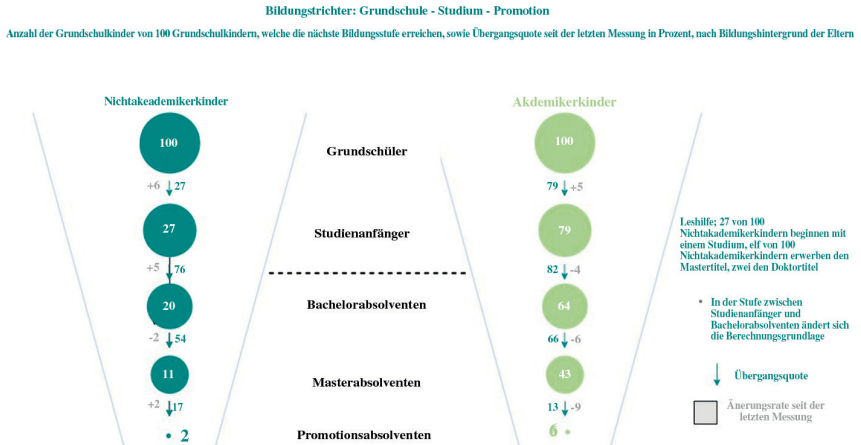 Bildungstrichter: Grundschule - Studium - Promotion
Anzahl der Grundschulkinder von 100 Grundschulkindern, welche die nächste Bildungsstufe erreichen, sowie Übergangsquote seit der letzten Messung in Prozent, nach Bildungshintergrund der Eltern
Nichtakeademikerkinder
Akdemikerkinder
100
Grundschüler
100
+6 27
79 +5
27
Studienanfänger
79
+5 76
82 -4
20
Bachelorabsolventen
64
-2 54
66 -6
11
Masterabsolventen
43
+2 17
13 -9
2
Promotionsabsolventen
6
Leshilfe; 27 von 100
Nichtakademikerkindern beginnen mit
einem Studium, elf von 100
Nichtakademikerkindern erwerben den
Mastertitel, zwei den Doktortitel
• In der Stufe zwischen
Studienanfänger und
Bachelorabsolventen ändert sich
die Berechnungsgrundlage
Übergangsquote
Änerungsrate seit der
letzten Messung